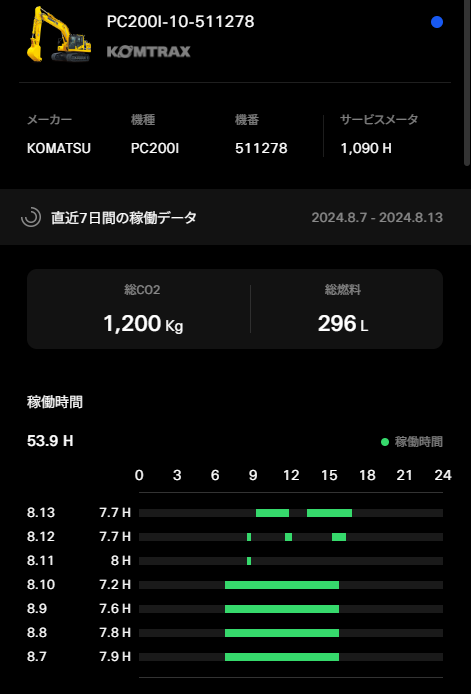 PC200I-10-511278
KOMTRAX
メーカー 機種 機番 サービスメータ
KOMATSU PC200I 511278 1,090 H
直近7日間の稼働データ 2024.8.7 - 2024.8.13
総CO2 総燃料
1,200 Kg 296 L
稼働時間
53.9 H 稼働時間
0 3 6 9 12 15 18 21 24
8.13 7.7 H
8.12 7.7 H
8.11 8 H
8.10 7.2 H
8.9 7.6 H
8.8 7.8 H
8.7 7.9 H